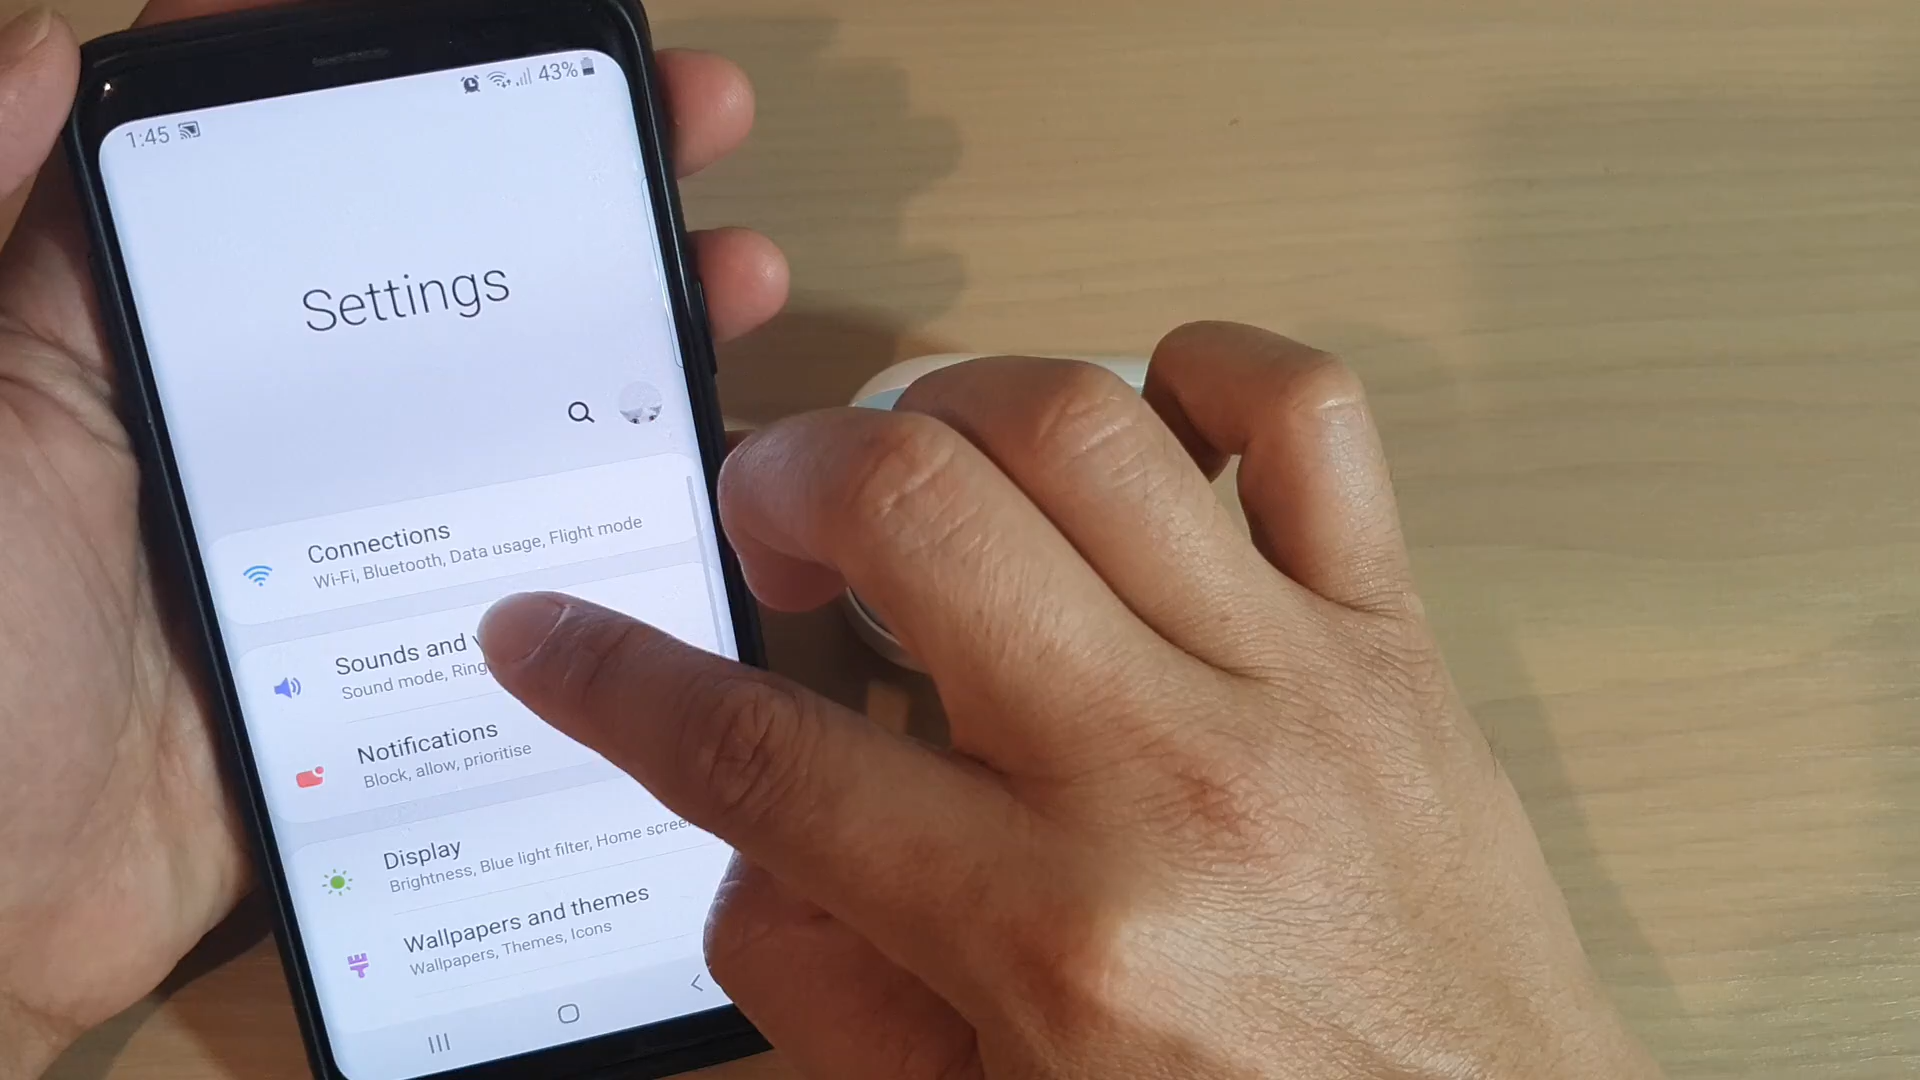 1:45
43%
Settings
Connections
Wi-Fi, Bluetooth, Data usage, Flight mode
Sounds and
Sound mode, Ring
Notifications
Block, allow, prioritise
Display
Brightness, Blue light filter, Home screen
Wallpapers and themes
Wallpapers, Themes, Icons